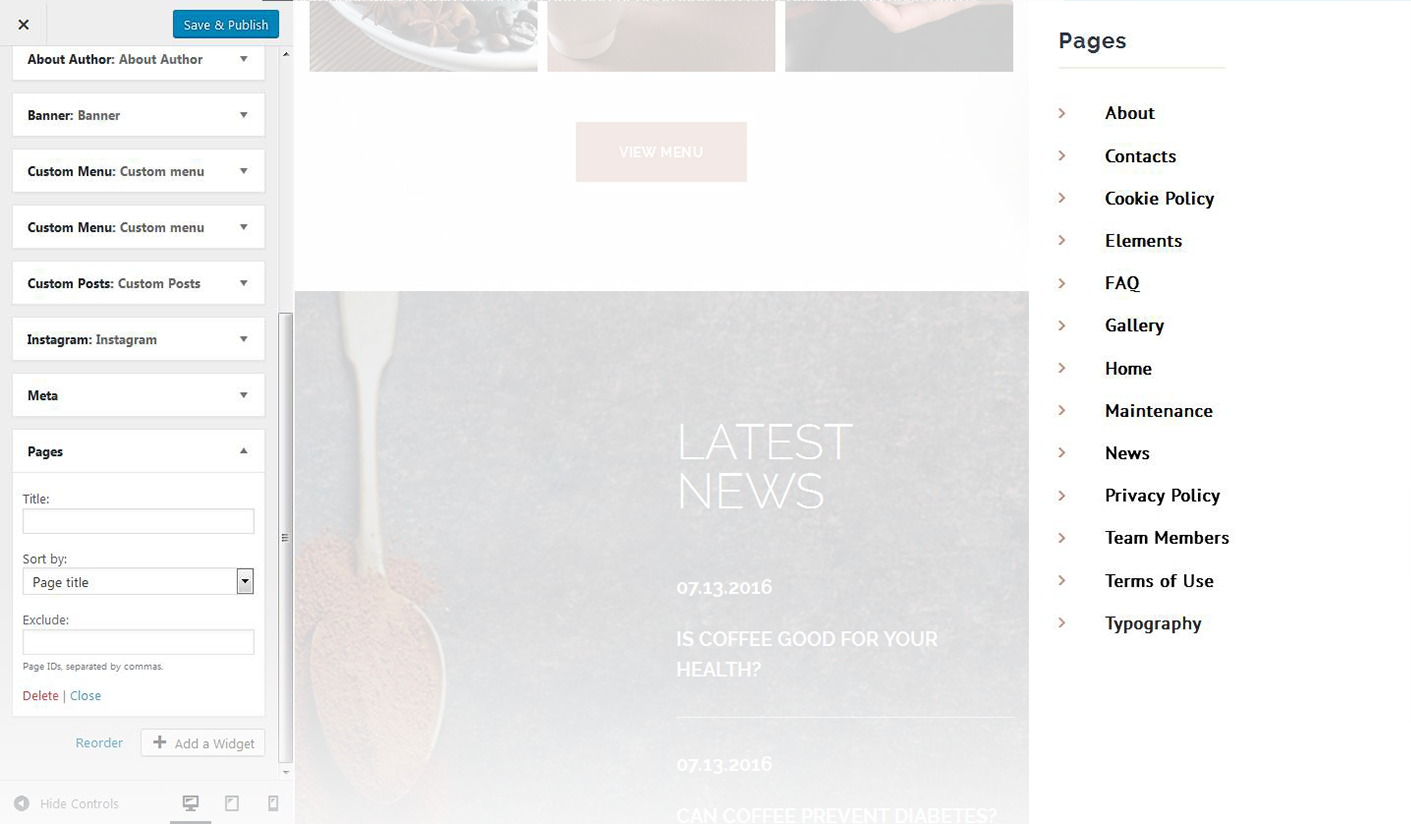 Save & Publish
About Author: About Author
Banner: Banner
Custom Menu: Custom menu
Custom Menu: Custom menu
Custom Posts: Custom Posts
Instagram: Instagram
Meta
Pages
Title:
Sort by:
Page title
Exclude:
Page IDs, separated by commas.
Delete | Close
Reorder
Add a Widget
Hide Controls
VIEW MENU
LATEST
NEWS
07.13.2016
IS COFFEE GOOD FOR YOUR
HEALTH?
07.13.2016
CAN COFFEE PREVENT DIABETES?
Pages
About
Contacts
Cookie Policy
Elements
FAQ
Gallery
Home
Maintenance
News
Privacy Policy
Team Members
Terms of Use
Typography